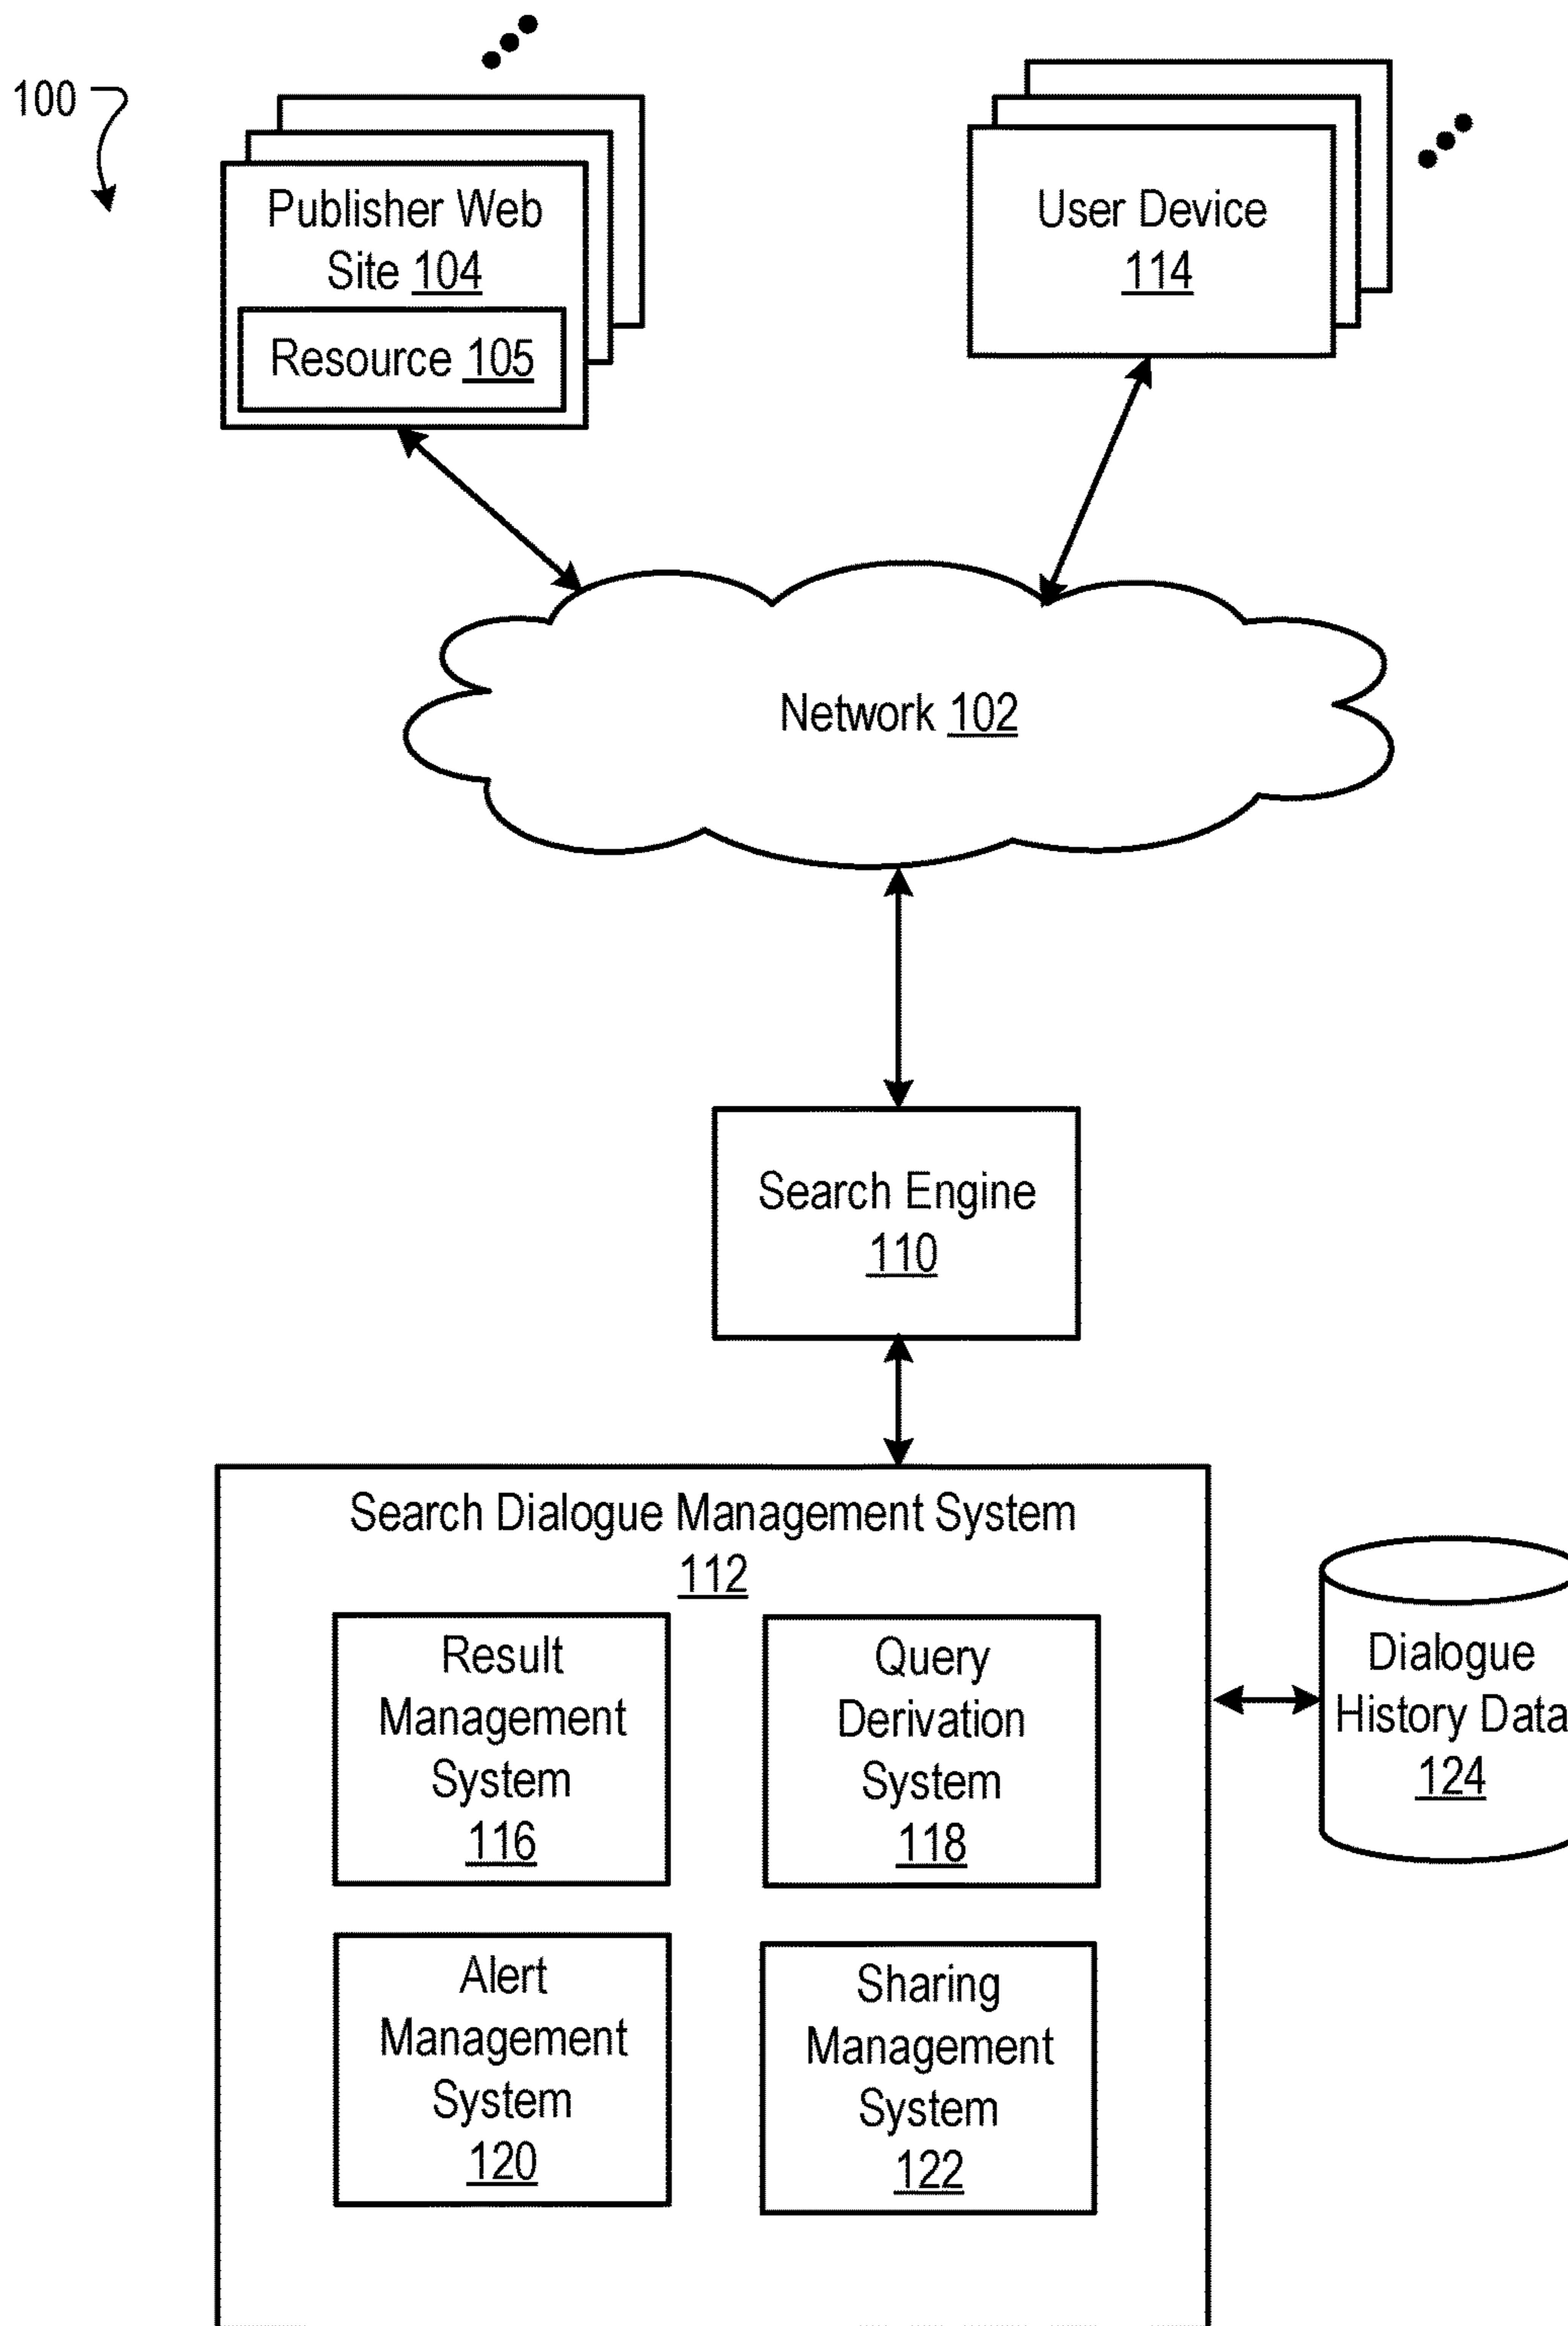 100
Publisher Web
Site 104
Resource 105
User Device
114
Network 102
Search Engine
110
Search Dialogue Management System
112
Result
Management
System
116
Query
Derivation
System
118
Alert
Management
System
120
Sharing
Management
System
122
Dialogue
History Data
124